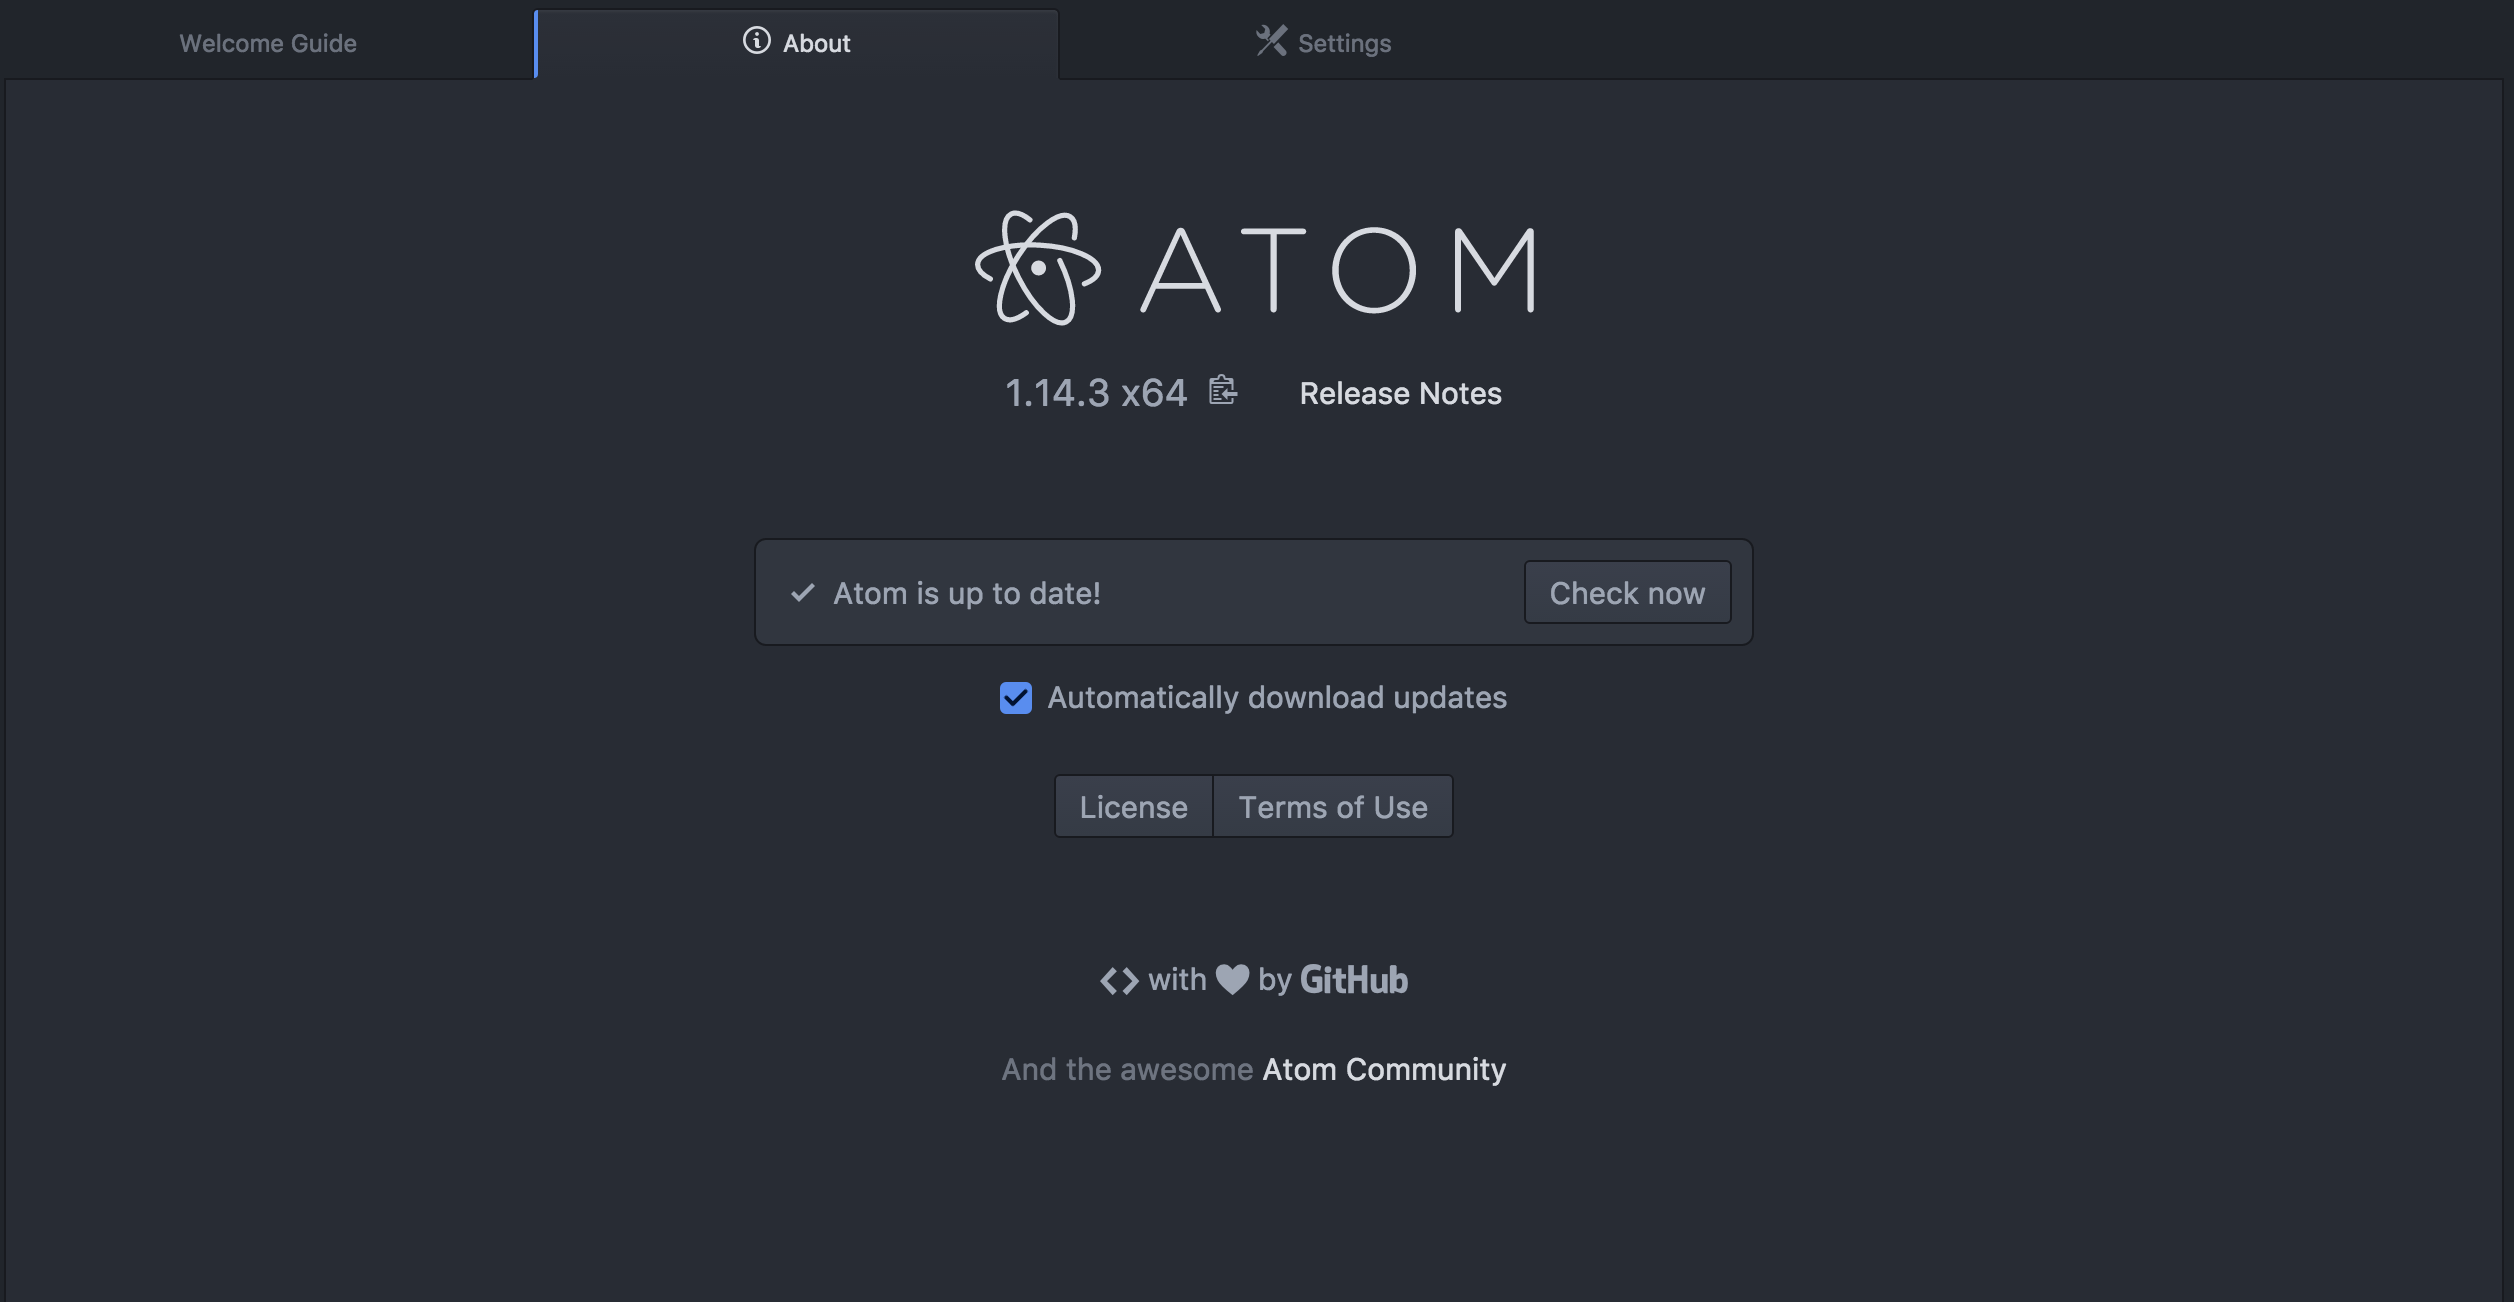 Welcome Guide
About
Settings
ATOM
1.14.3 x64 Release Notes
Atom is up to date!
Check now
Automatically download updates
License
Terms of Use
<> with ♥ by GitHub
And the awesome Atom Community